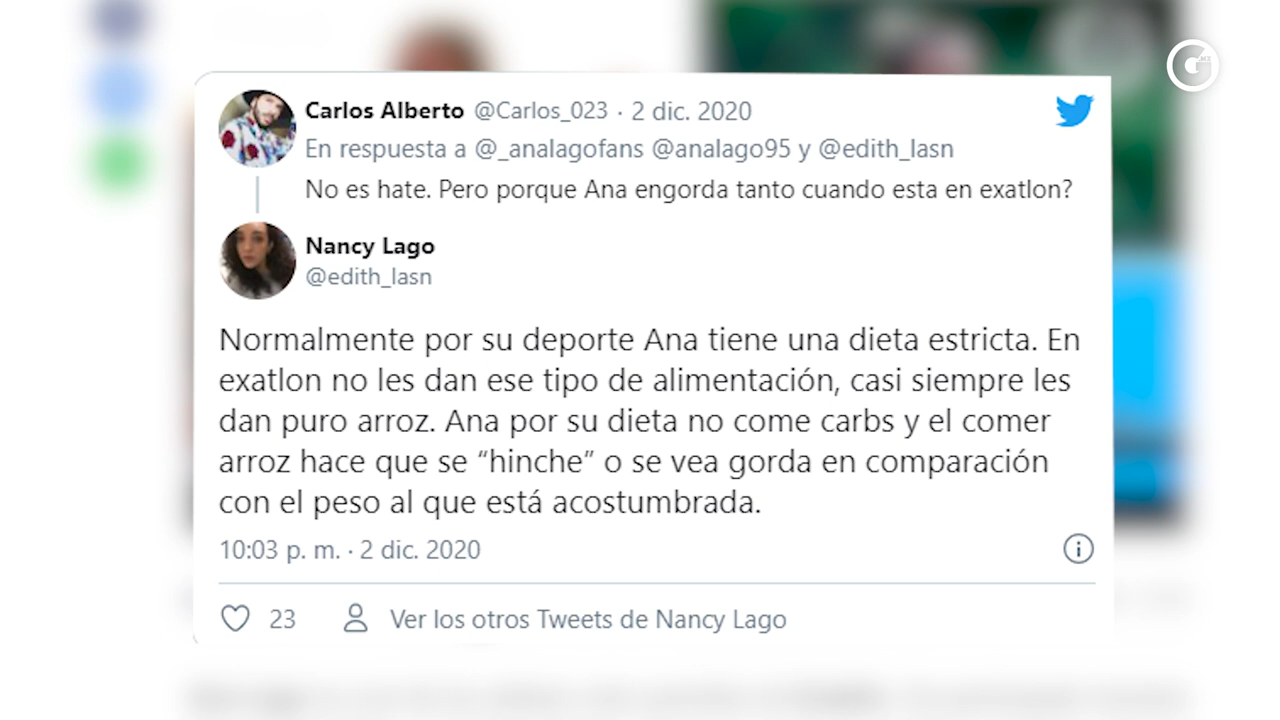 Carlos Alberto @Carlos_023 · 2 dic. 2020
En respuesta a @_analagofans @analago95 y @edith_lasn
No es hate. Pero porque Ana engorda tanto cuando esta en exatlon?
Nancy Lago
@edith_lasn
Normalmente por su deporte Ana tiene una dieta estricta. En
exatlon no les dan ese tipo de alimentación, casi siempre les
dan puro arroz. Ana por su dieta no come carbs y el comer
arroz hace que se “hinche” o se vea gorda en comparación
con el peso al que está acostumbrada.
10:03 p. m. · 2 dic. 2020
23 Ver los otros Tweets de Nancy Lago